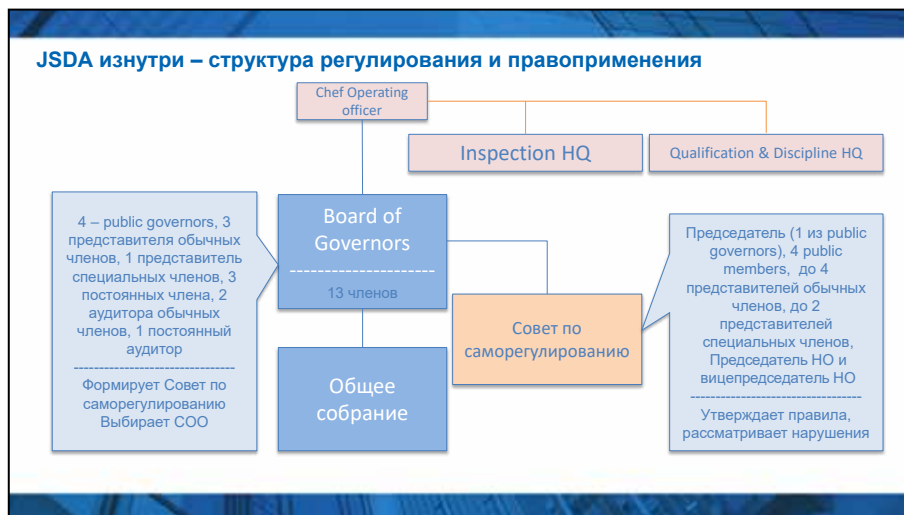 JSDA изнутри – структура регулирования и правоприменения
Chef Operating
officer
Inspection HQ
Qualification & Discipline HQ
4 – public governors, 3
представителя обычных
членов, 1 представитель
специальных членов, 3
постоянных члена, 2
аудитора обычных
членов, 1 постоянный
аудитор
---------------------------------
Формирует Совет по
саморегулированию
Выбирает COO
Board of
Governors
-----------------------
13 членов
Общее
собрание
Совет по
саморегулированию
Председатель (1 из public
governors), 4 public
members, до 4
представителей обычных
членов, до 2
представителей
специальных членов,
Председатель НО и
вицепредседатель НО
---------------------------------
Утверждает правила,
рассматривает нарушения